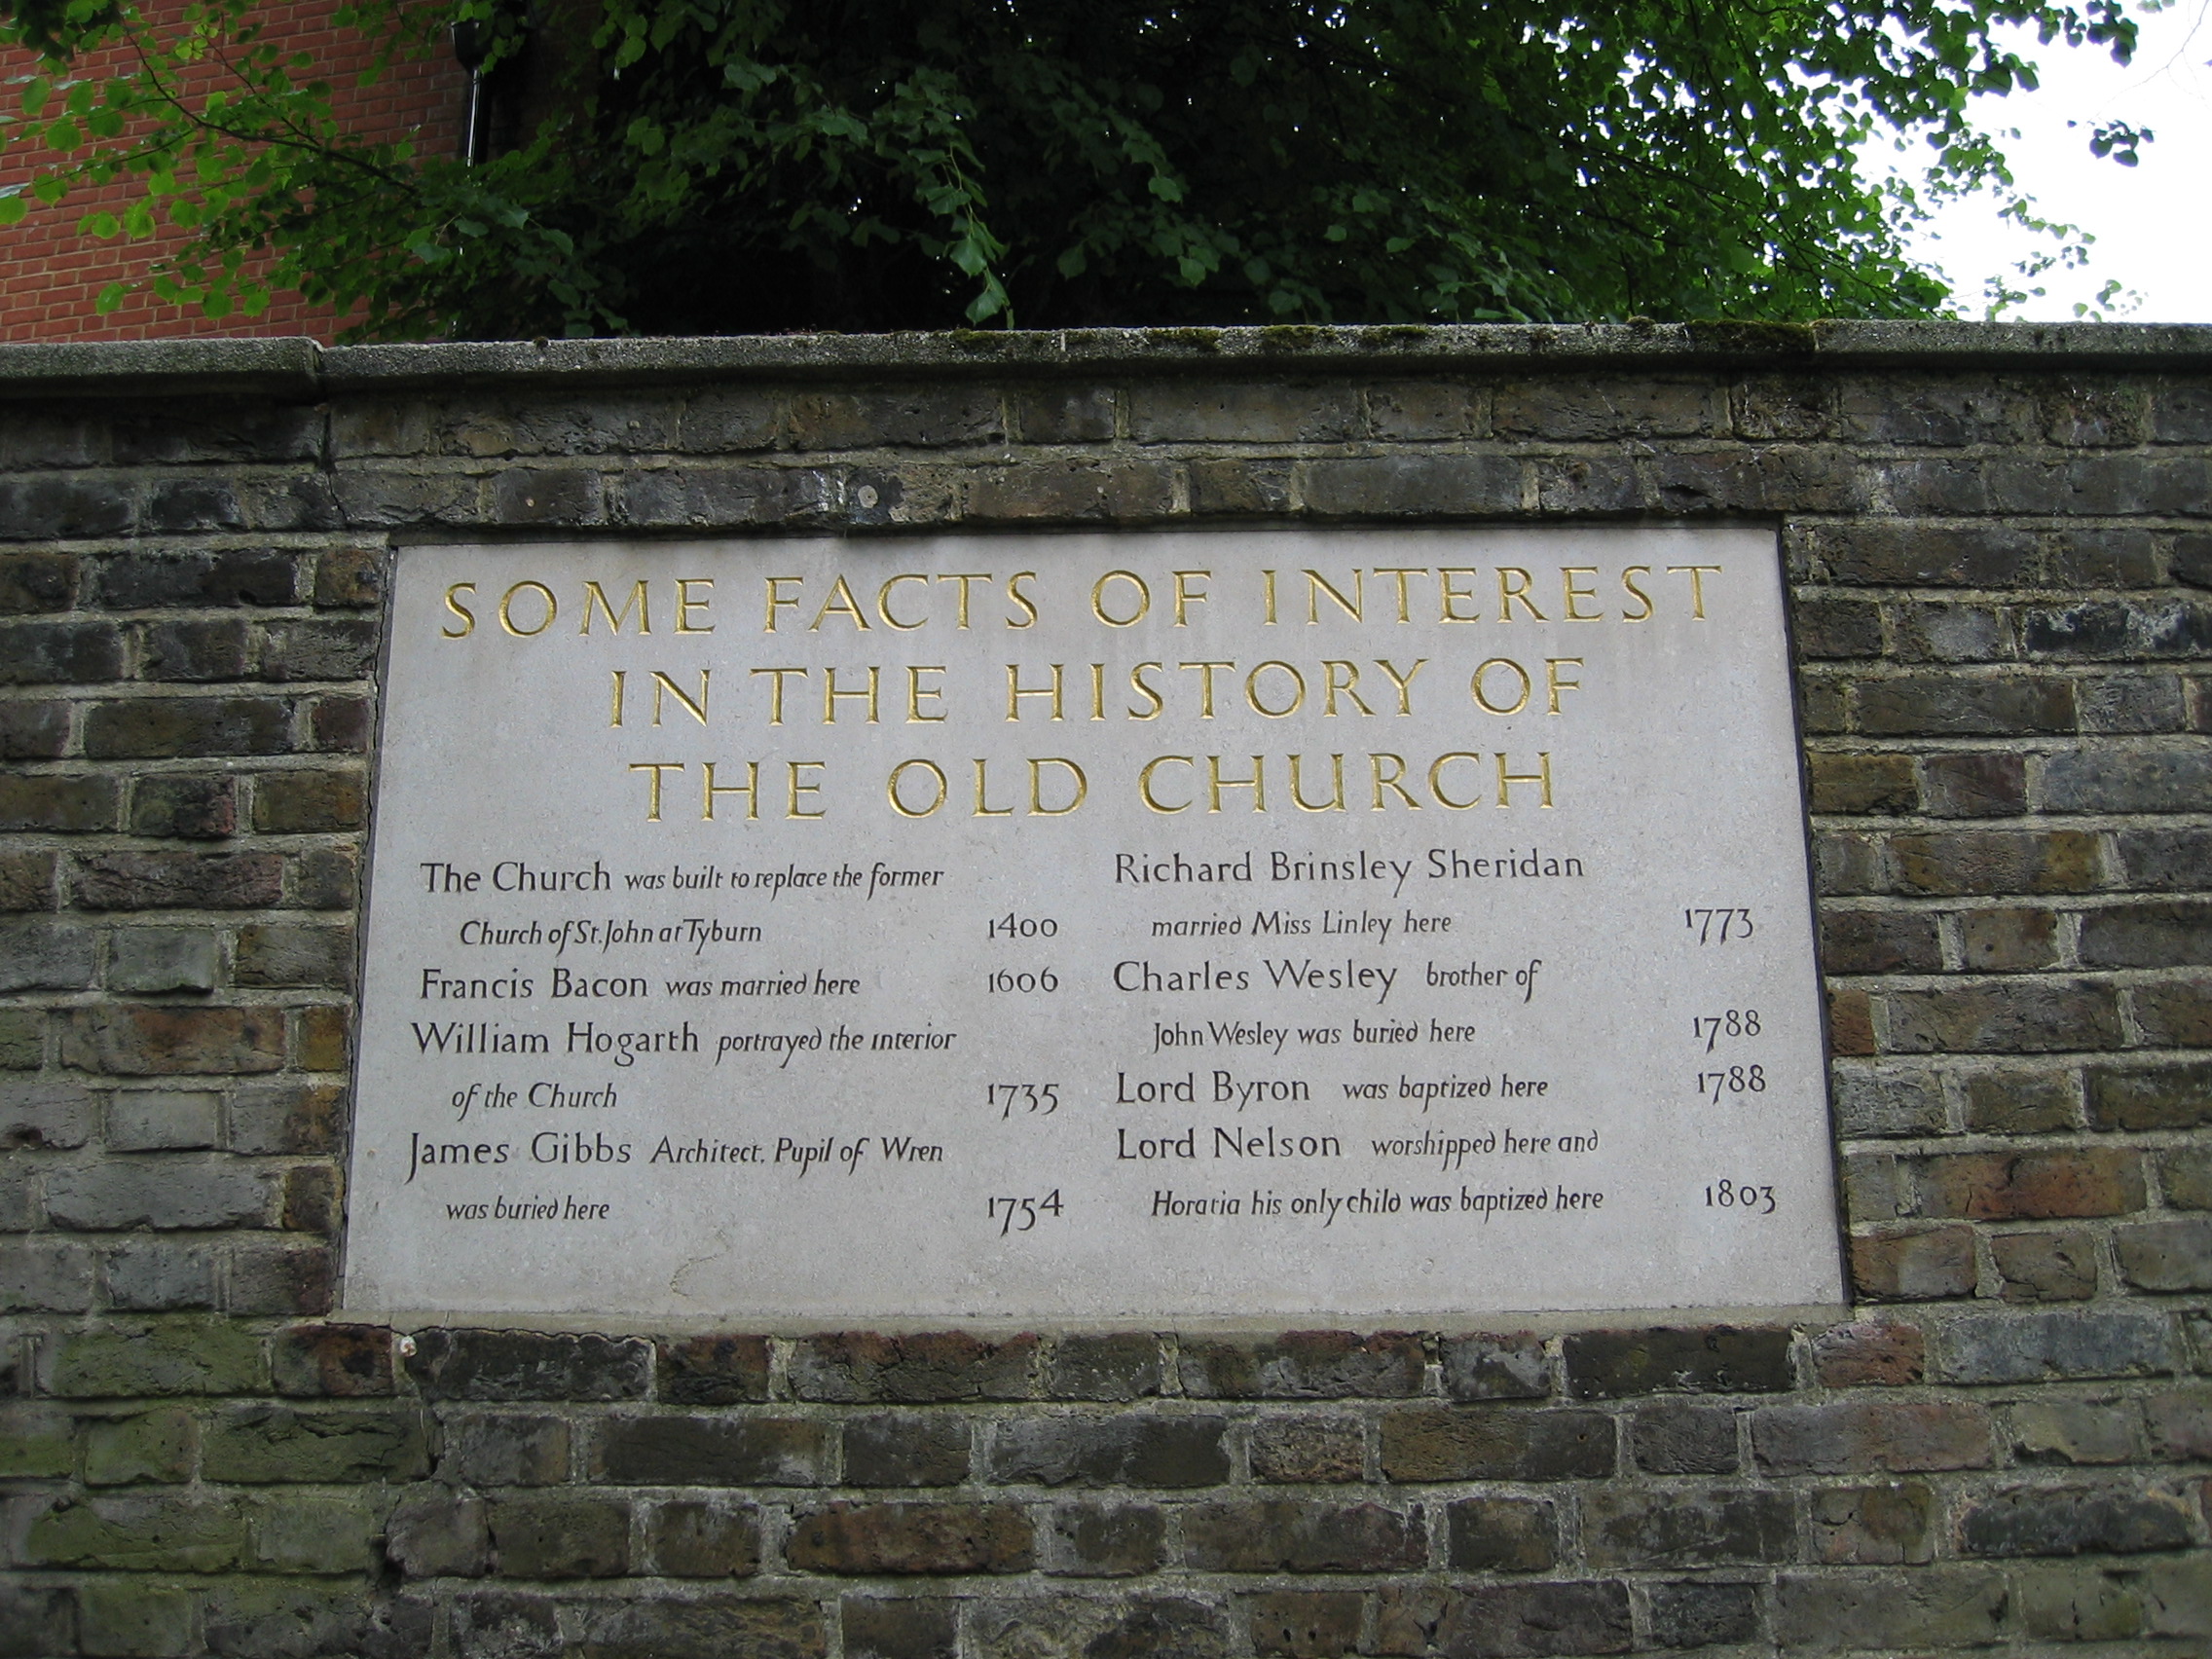 SOME FACTS OF INTEREST
IN THE HISTORY OF
THE OLD CHURCH
The Church was built to replace the former
Church of St. John at Tyburn 1400
Francis Bacon was married here 1606
William Hogarth portrayed the interior
of the Church 1735
James Gibbs Architect. Pupil of Wren
was buried here 1754
Richard Brinsley Sheridan
married Miss Linley here 1773
Charles Wesley brother of
John Wesley was buried here 1788
Lord Byron was baptized here 1788
Lord Nelson worshipped here and
Horatia his only child was baptized here 1803